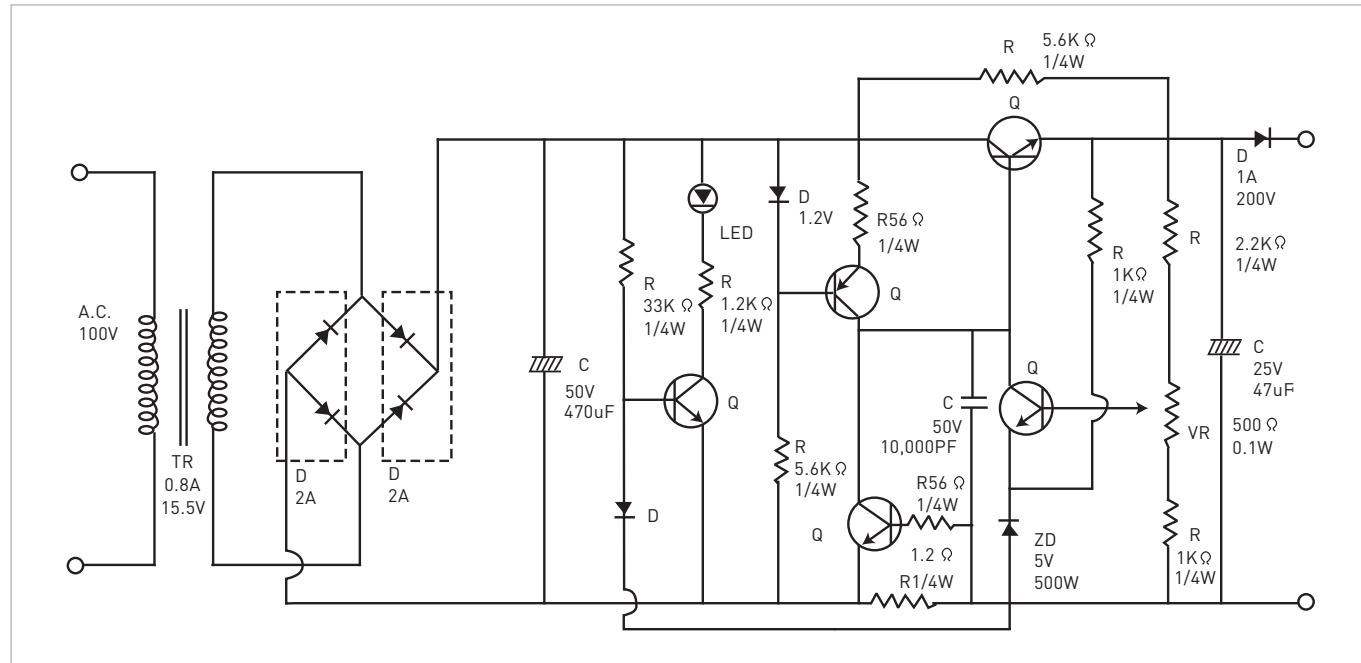 R
5.6K Ω
1/4W
Q
D
1A
200V
D
1.2V
LED
R56 Ω
1/4W
R
2.2K Ω
1/4W
R
1KΩ
1/4W
R
33K Ω
1/4W
R
1.2K Ω
1/4W
Q
A.C.
100V
C
50V
470uF
Q
Q
C
25V
47uF
C
50V
10,000PF
VR
500 Ω
0.1W
R
5.6K Ω
1/4W
TR
0.8A
15.5V
D
2A
D
2A
R56 Ω
1/4W
D
Q
1.2 Ω
R1/4W
ZD
5V
500W
R
1KΩ
1/4W